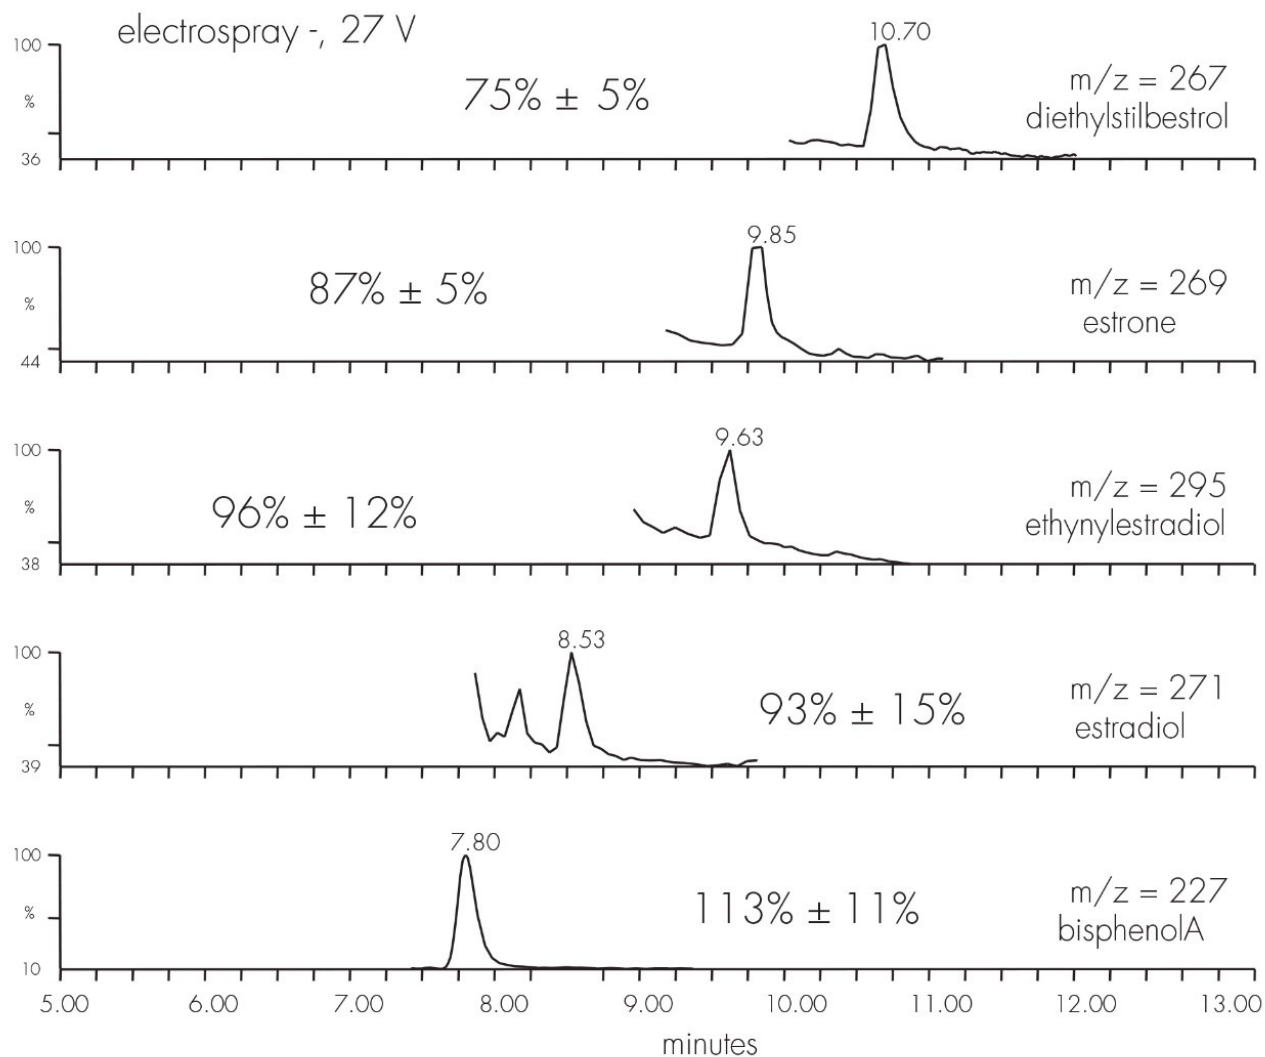 electrospray -, 27 V
10.70
100
%
36
75% ± 5%
m/z = 267
diethylstilbestrol
9.85
100
%
44
87% ± 5%
m/z = 269
estrone
9.63
100
%
38
96% ± 12%
m/z = 295
ethynylestradiol
8.53
100
%
39
93% ± 15%
m/z = 271
estradiol
7.80
100
%
10
113% ± 11%
m/z = 227
bisphenolA
5.00 6.00 7.00 8.00 9.00 10.00 11.00 12.00 13.00
minutes